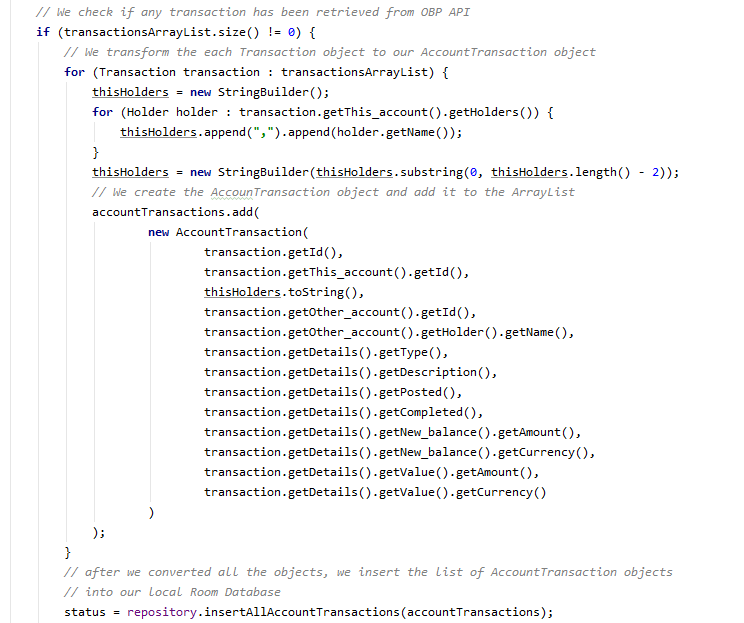 // We check if any transaction has been retrieved from OBP API
if (transactionsArrayList.size() != 0) {
// We transform the each Transaction object to our AccountTransaction object
for (Transaction transaction : transactionsArrayList) {
thisHolders = new StringBuilder();
for (Holder holder : transaction.getThis_account().getHolders()) {
thisHolders.append(",").append(holder.getName());
}
thisHolders = new StringBuilder(thisHolders.substring(0, thisHolders.length() - 2));
// We create the AccounTransaction object and add it to the ArrayList
accountTransactions.add(
new AccountTransaction(
transaction.getId(),
transaction.getThis_account().getId(),
thisHolders.toString(),
transaction.getOther_account().getId(),
transaction.getOther_account().getHolder().getName(),
transaction.getDetails().getType(),
transaction.getDetails().getDescription(),
transaction.getDetails().getPosted(),
transaction.getDetails().getCompleted(),
transaction.getDetails().getNew_balance().getAmount(),
transaction.getDetails().getNew_balance().getCurrency(),
transaction.getDetails().getValue().getAmount(),
transaction.getDetails().getValue().getCurrency()
)
);
}
// after we converted all the objects, we insert the list of AccountTransaction objects
// into our local Room Database
status = repository.insertAllAccountTransactions(accountTransactions);